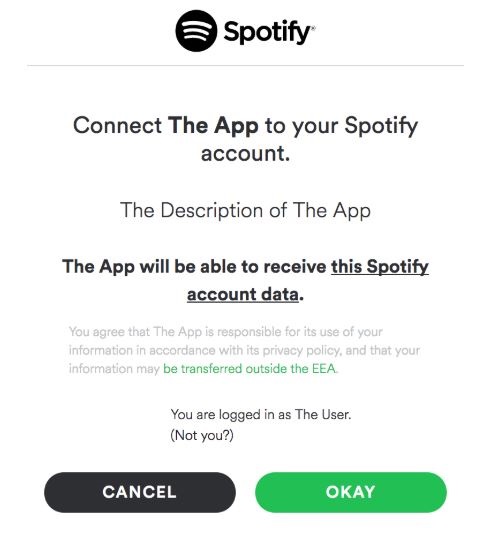 Spotify®
Connect The App to your Spotify
account.
The Description of The App
The App will be able to receive this Spotify
account data.
You agree that The App is responsible for its use of your
information in accordance with its privacy policy, and that your
information may be transferred outside the EEA.
You are logged in as The User.
(Not you?)
CANCEL
OKAY